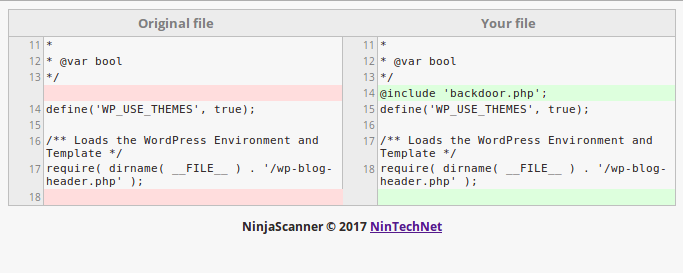 Original file
11 *
12 * @var bool
13 */
14 define('WP_USE_THEMES', true);
15
16 /** Loads the WordPress Environment and
Template */
17 require( dirname( __FILE__ ) . '/wp-blog-
header.php' );
18
Your file
11 *
12 * @var bool
13 */
14 @include 'backdoor.php';
15 define('WP_USE_THEMES', true);
16
17 /** Loads the WordPress Environment and
Template */
18 require( dirname( __FILE__ ) . '/wp-blog-
header.php' );
NinjaScanner © 2017 NinTechNet